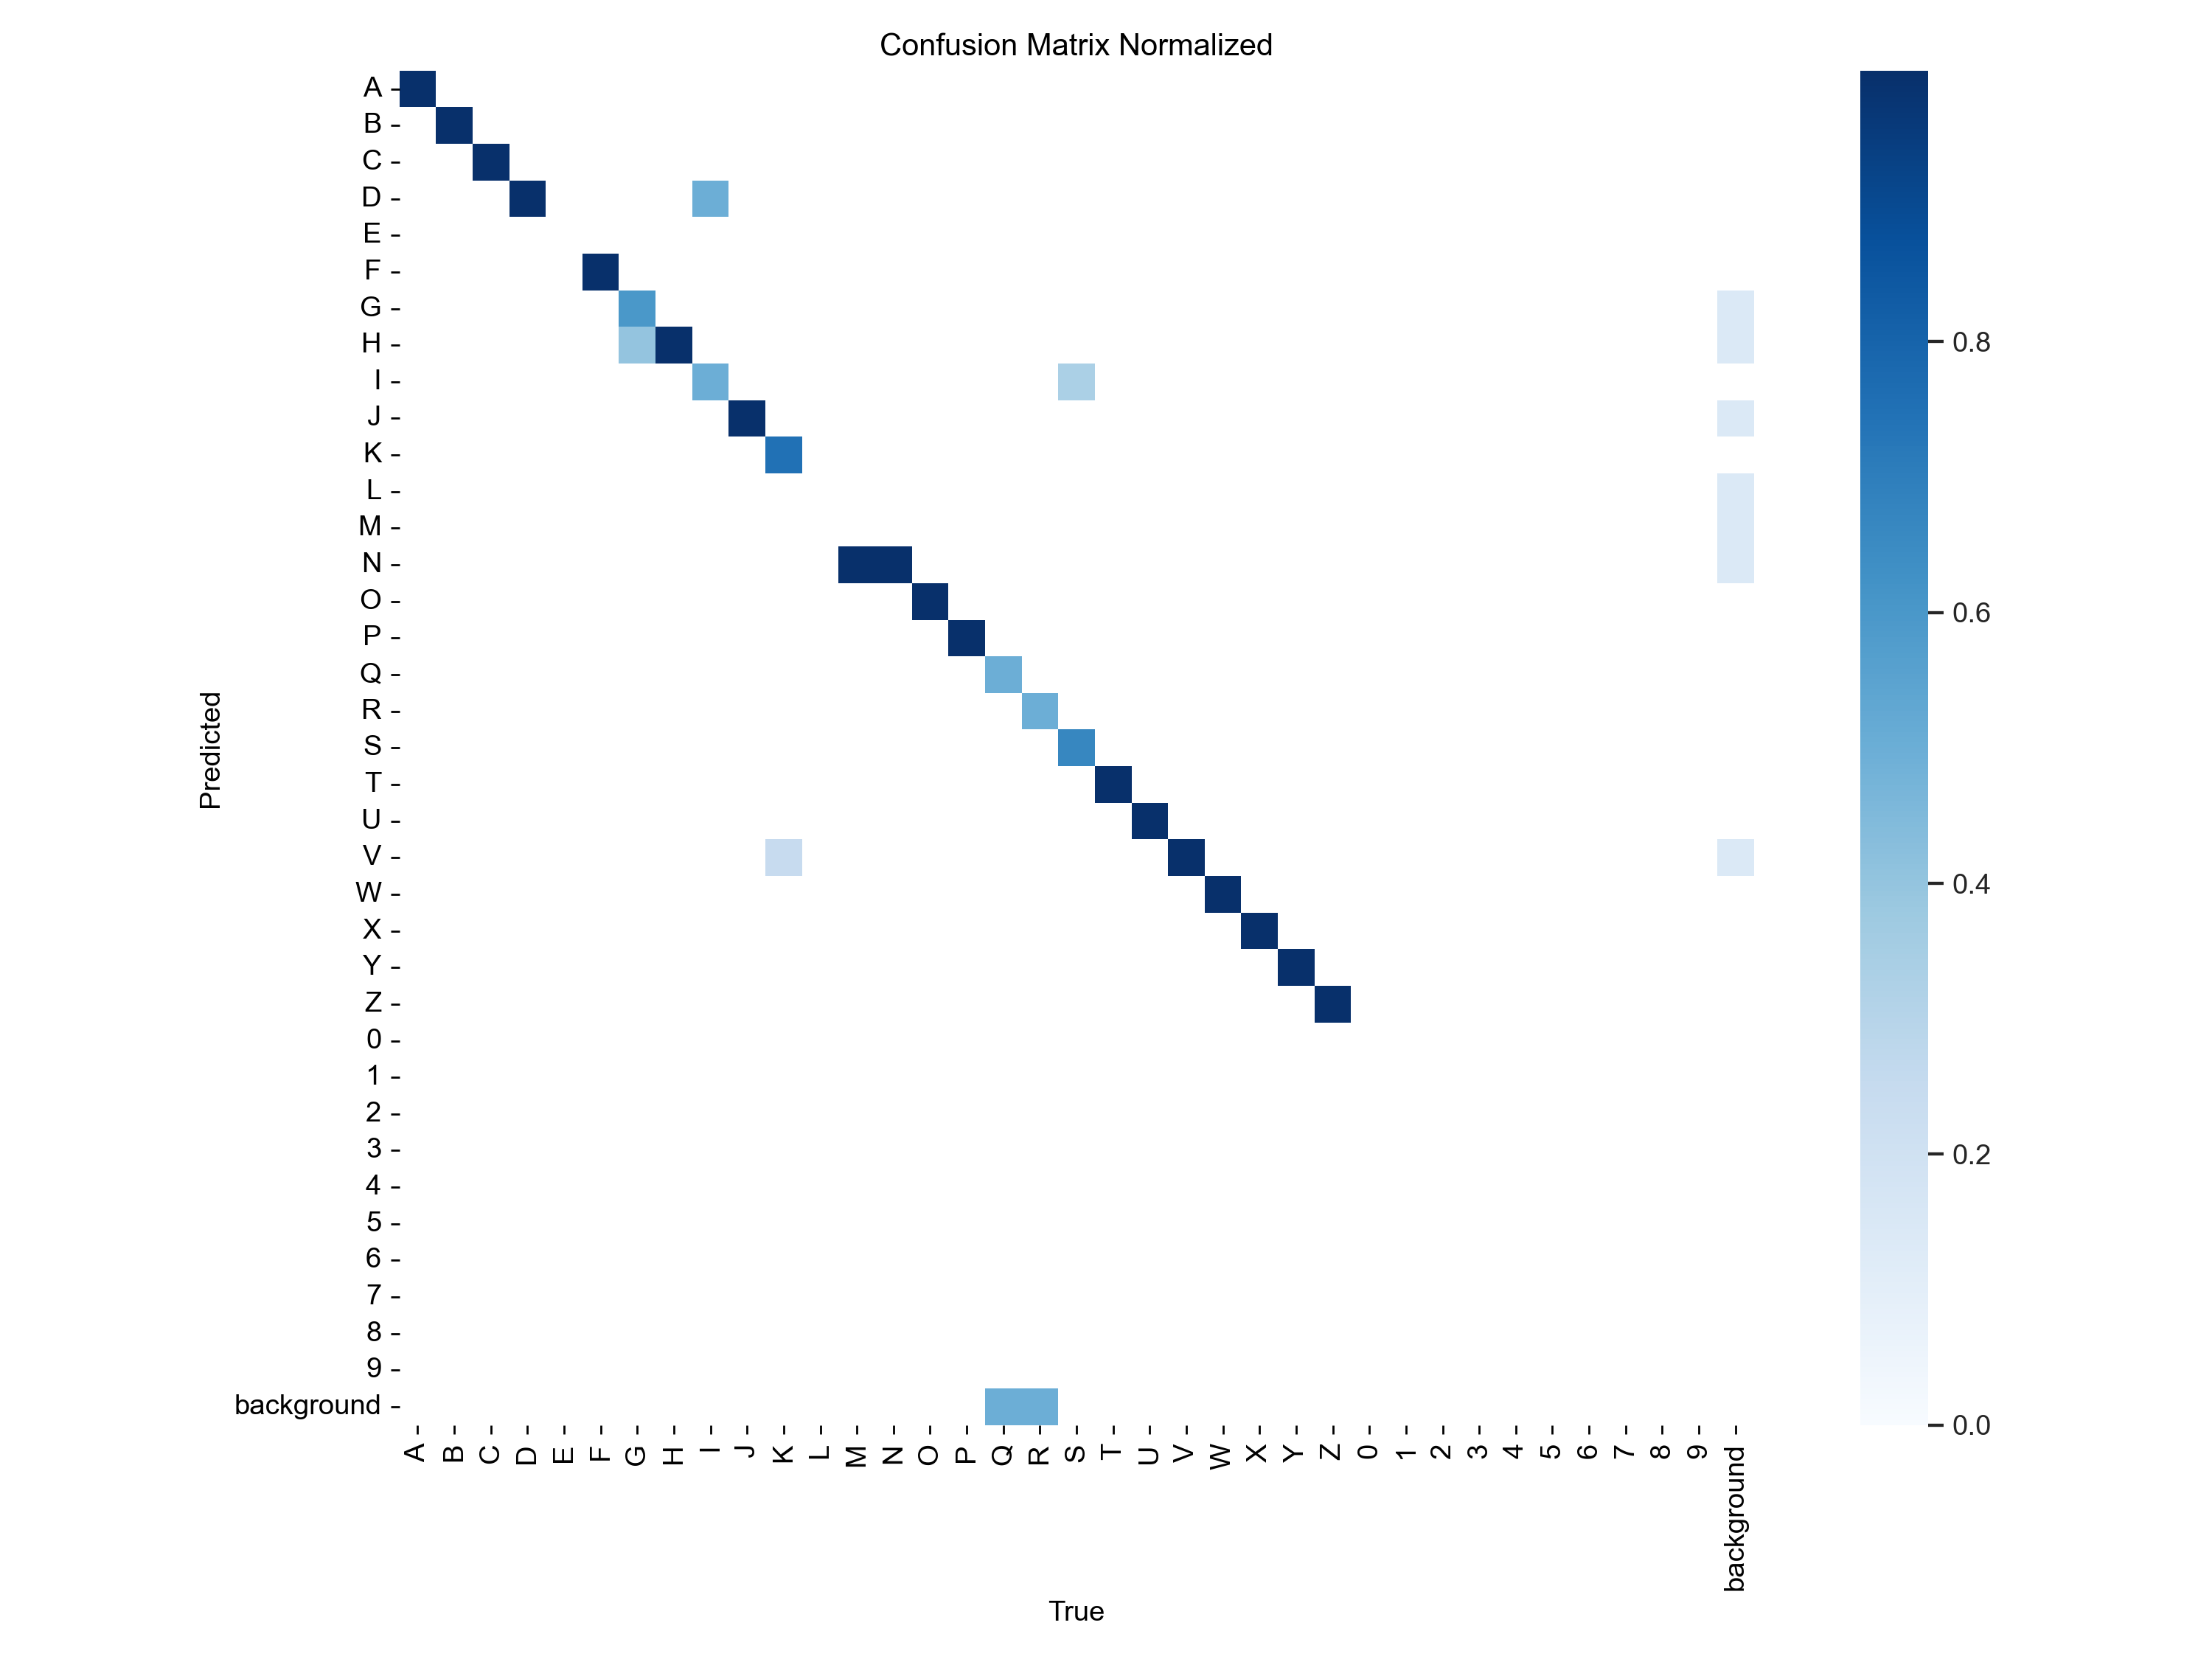 Confusion Matrix Normalized
A
B
C
D
E
F
G
H
I
J
K
L
M
N
O
P
Q
R
S
T
U
V
W
X
Y
Z
0
1
2
3
4
5
6
7
8
9
background
Predicted
A B C D E F G H I J K L M N O P Q R S T U V W X Y Z 0 1 2 3 4 5 6 7 8 9 background
True
0.8
0.6
0.4
0.2
0.0